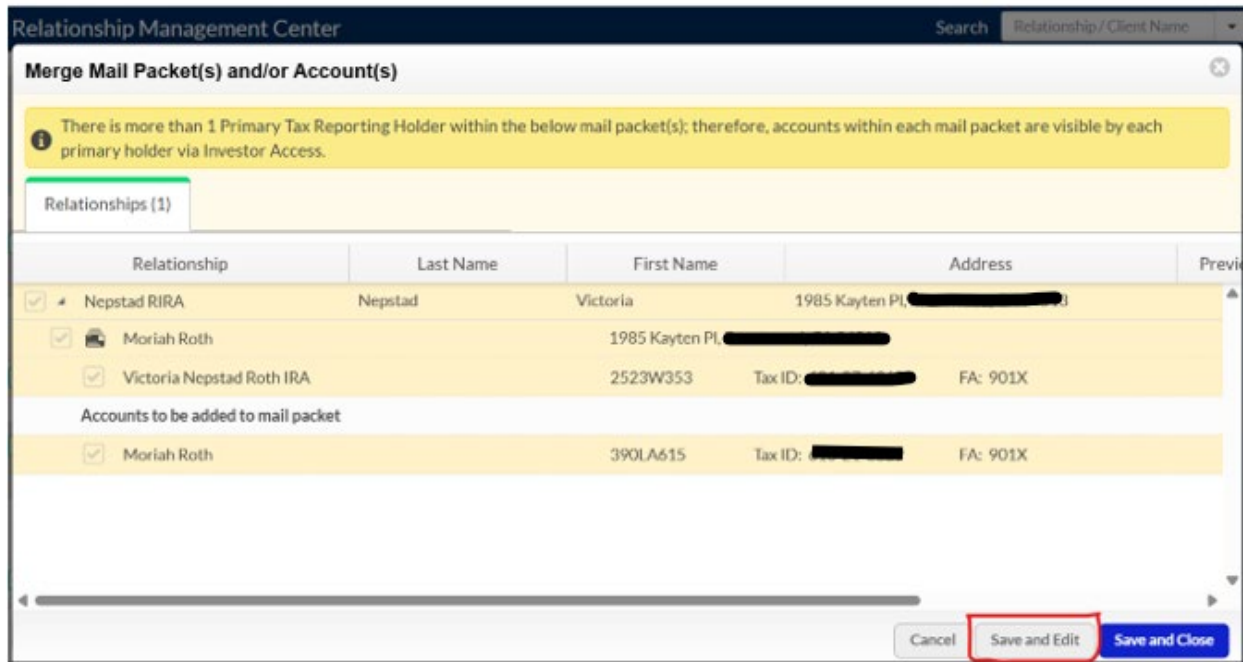 Relationship Management Center Search Relationship / Client Name
Merge Mail Packet(s) and/or Account(s)
There is more than 1 Primary Tax Reporting Holder within the below mail packet(s); therefore, accounts within each mail packet are visible by each
primary holder via Investor Access.
Relationships (1)
Relationship Last Name First Name Address Previ
Nepstad RIRA Nepstad Victoria 1985 Kayten Pl,
Moriah Roth 1985 Kayten Pl,
Victoria Nepstad Roth IRA 2523W353 Tax ID: FA: 901X
Accounts to be added to mail packet
Moriah Roth 390LA615 Tax ID: FA: 901X
Cancel Save and Edit Save and Close